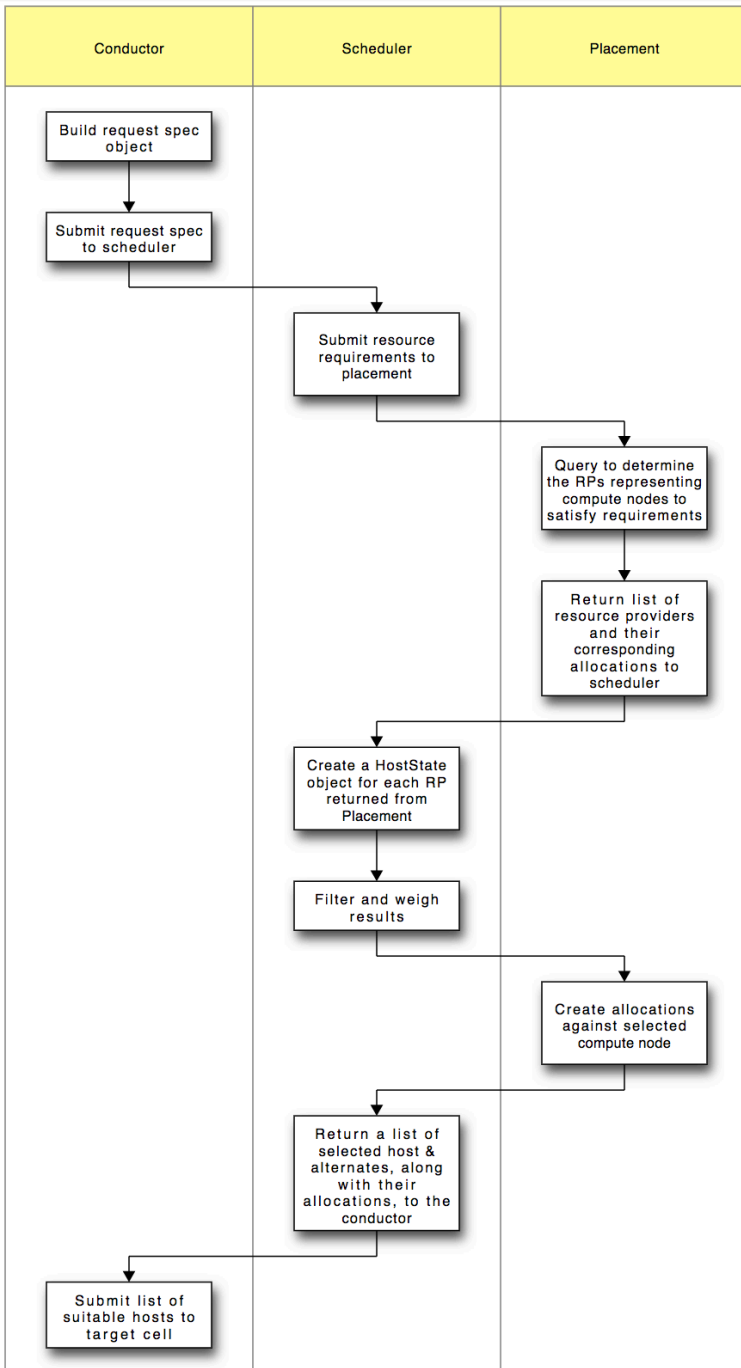 Conductor
Scheduler
Placement
Build request spec
object
Submit request spec
to scheduler
Submit resource
requirements to
placement
Query to determine
the RPs representing
compute nodes to
satisfy requirements
Return list of
resource providers
and their
corresponding
allocations to
scheduler
Create a HostState
object for each RP
returned from
Placement
Filter and weigh
results
Create allocations
against selected
compute node
Return a list of
selected host &
alternates, along
with their
allocations, to the
conductor
Submit list of
suitable hosts to
target cell